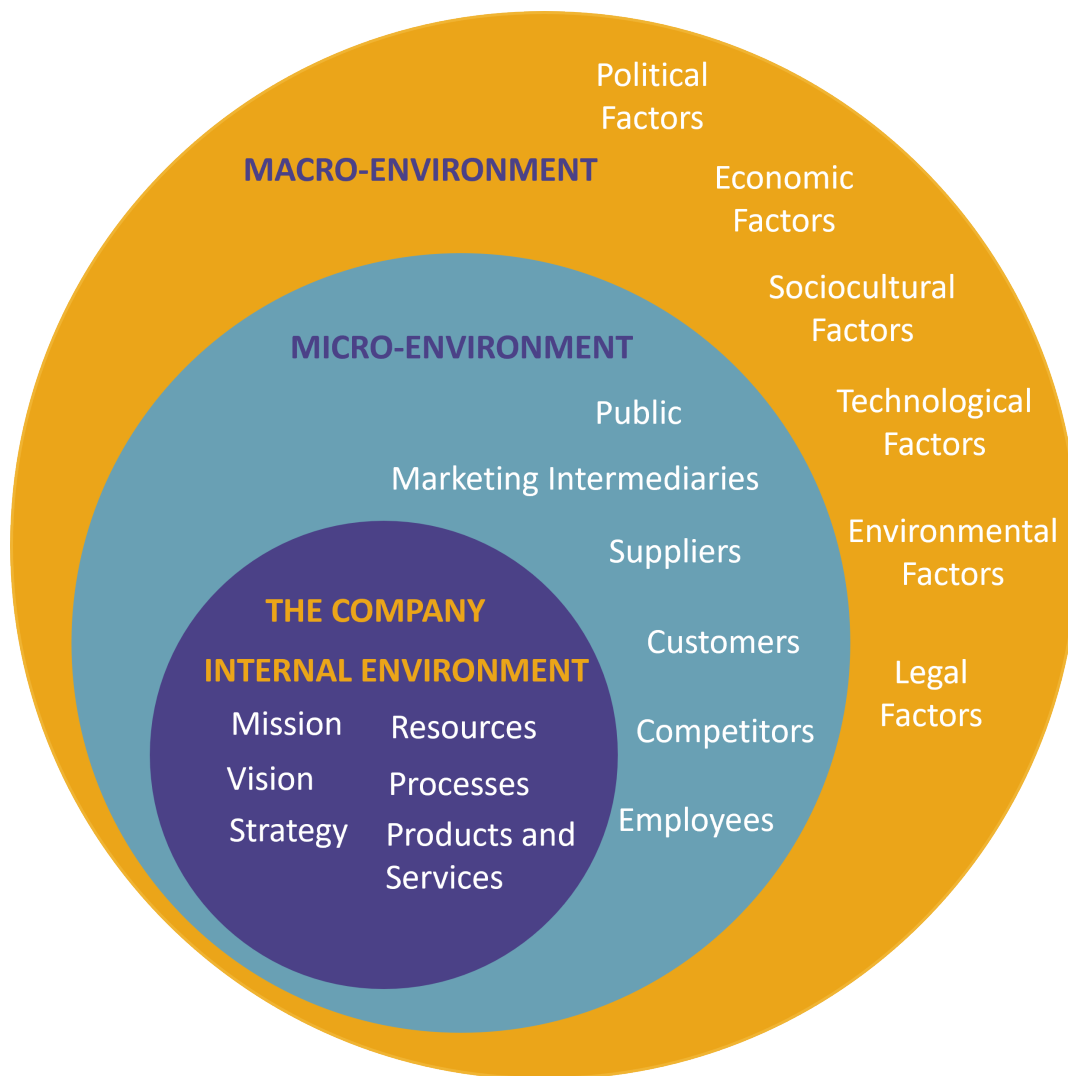 Political
Factors
MACRO-ENVIRONMENT
Economic
Factors
Sociocultural
Factors
MICRO-ENVIRONMENT
Technological
Factors
Public
Marketing Intermediaries
Environmental
Factors
Suppliers
THE COMPANY
INTERNAL ENVIRONMENT
Customers
Legal
Factors
Mission
Resources
Competitors
Vision
Processes
Strategy
Products and
Services
Employees